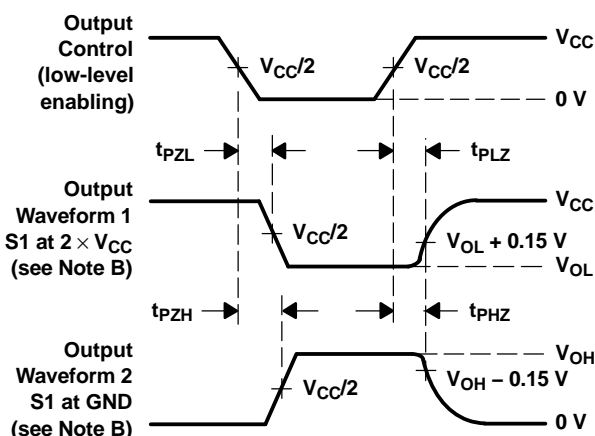 Output
Control
(low-level
enabling)
V_CC/2
V_CC/2
V_CC
0 V
t_PZL
t_PLZ
Output
Waveform 1
S1 at 2 × V_CC
(see Note B)
V_CC/2
V_CC
V_OL + 0.15 V
V_OL
t_PZH
t_PHZ
Output
Waveform 2
S1 at GND
(see Note B)
V_CC/2
V_OH
V_OH – 0.15 V
0 V